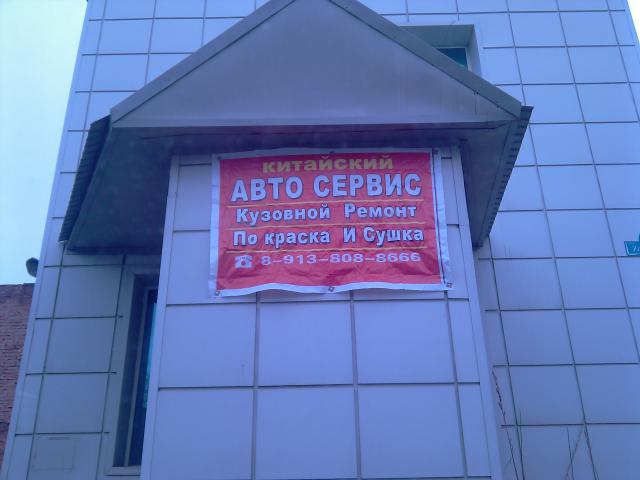 китайский
АВТО СЕРВИС
Кузовной Ремонт
По краска И Сушка
☎ 8-913-808-8666